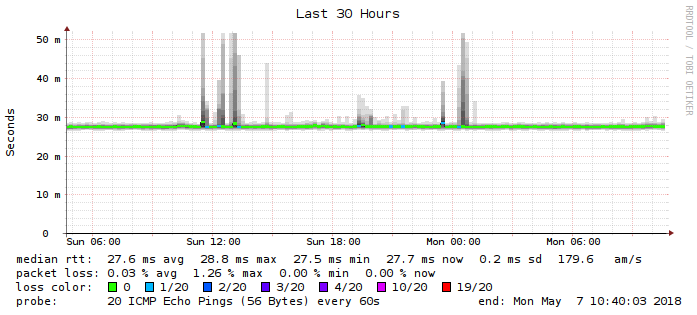 Last 30 Hours
RRDTOOL / TOBI OETIKER
Seconds
50 m
40 m
30 m
20 m
10 m
0
Sun 06:00 Sun 12:00 Sun 18:00 Mon 00:00 Mon 06:00
median rtt: 27.6 ms avg 28.8 ms max 27.5 ms min 27.7 ms now 0.2 ms sd 179.6 am/s
packet loss: 0.03 % avg 1.26 % max 0.00 % min 0.00 % now
loss color: 0 1/20 2/20 3/20 4/20 10/20 19/20
probe: 20 ICMP Echo Pings (56 Bytes) every 60s end: Mon May 7 10:40:03 2018